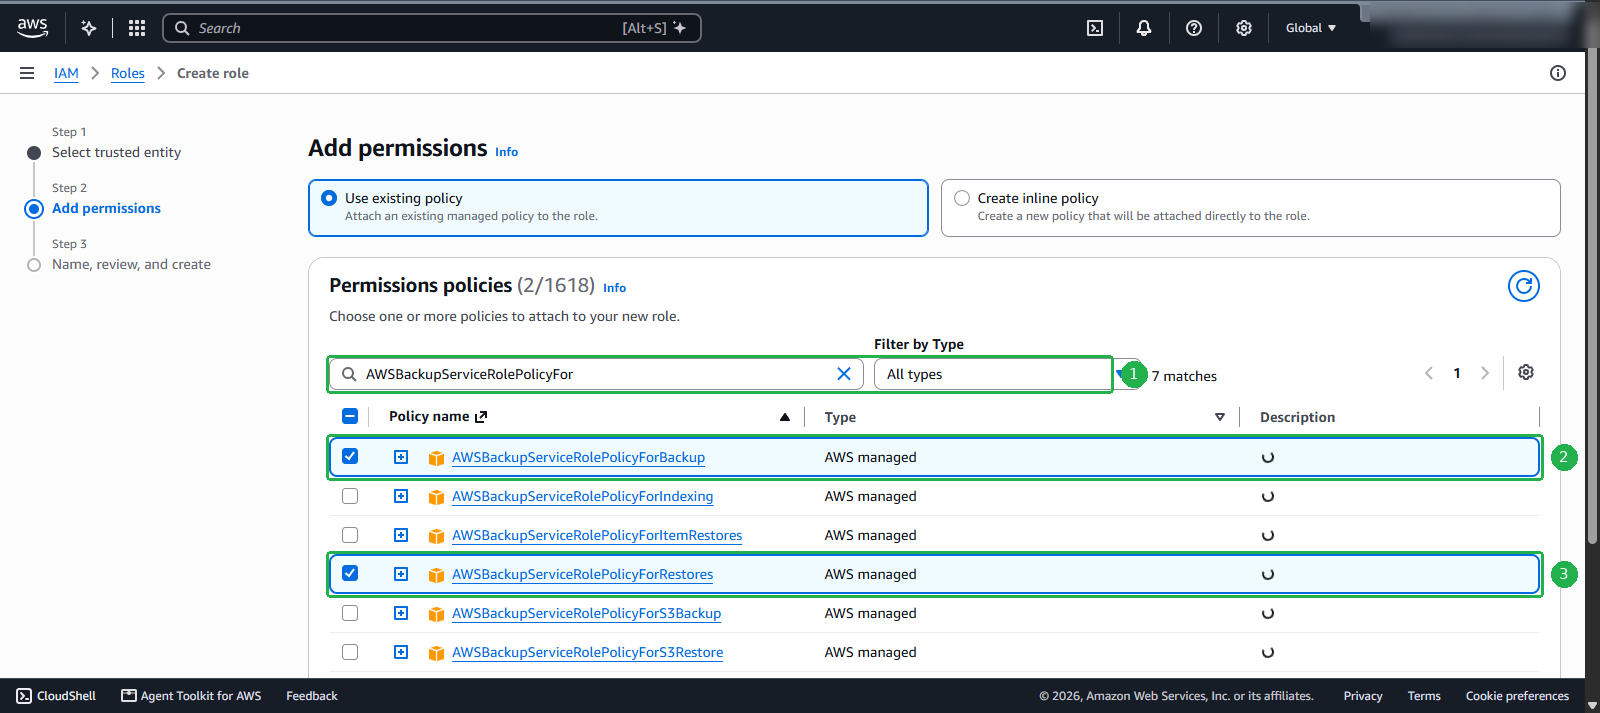 aws
Search [Alt+S]
Global
IAM > Roles > Create role
Step 1
Select trusted entity
Step 2
Add permissions
Step 3
Name, review, and create
Add permissions Info
Use existing policy
Attach an existing managed policy to the role.
Create inline policy
Create a new policy that will be attached directly to the role.
Permissions policies (2/1618) Info
Choose one or more policies to attach to your new role.
Filter by Type
AWSBackupServiceRolePolicyFor All types 1 7 matches 1
Policy name Type Description
AWSBackupServiceRolePolicyForBackup AWS managed 2
AWSBackupServiceRolePolicyForIndexing AWS managed
AWSBackupServiceRolePolicyForItemRestores AWS managed
AWSBackupServiceRolePolicyForRestores AWS managed 3
AWSBackupServiceRolePolicyForS3Backup AWS managed
AWSBackupServiceRolePolicyForS3Restore AWS managed
CloudShell Agent Toolkit for AWS Feedback © 2026, Amazon Web Services, Inc. or its affiliates. Privacy Terms Cookie preferences